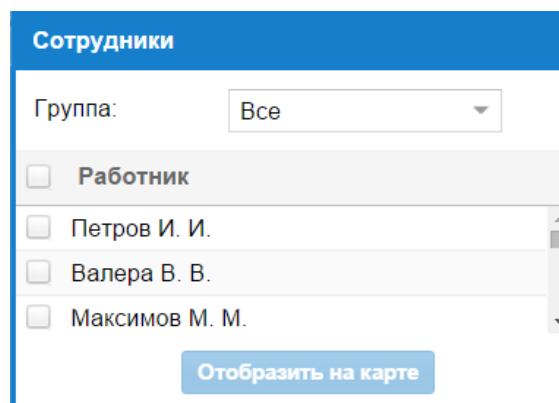 Сотрудники
Группа: Все
Работник
Петров И. И.
Валера В. В.
Максимов М. М.
Отобразить на карте